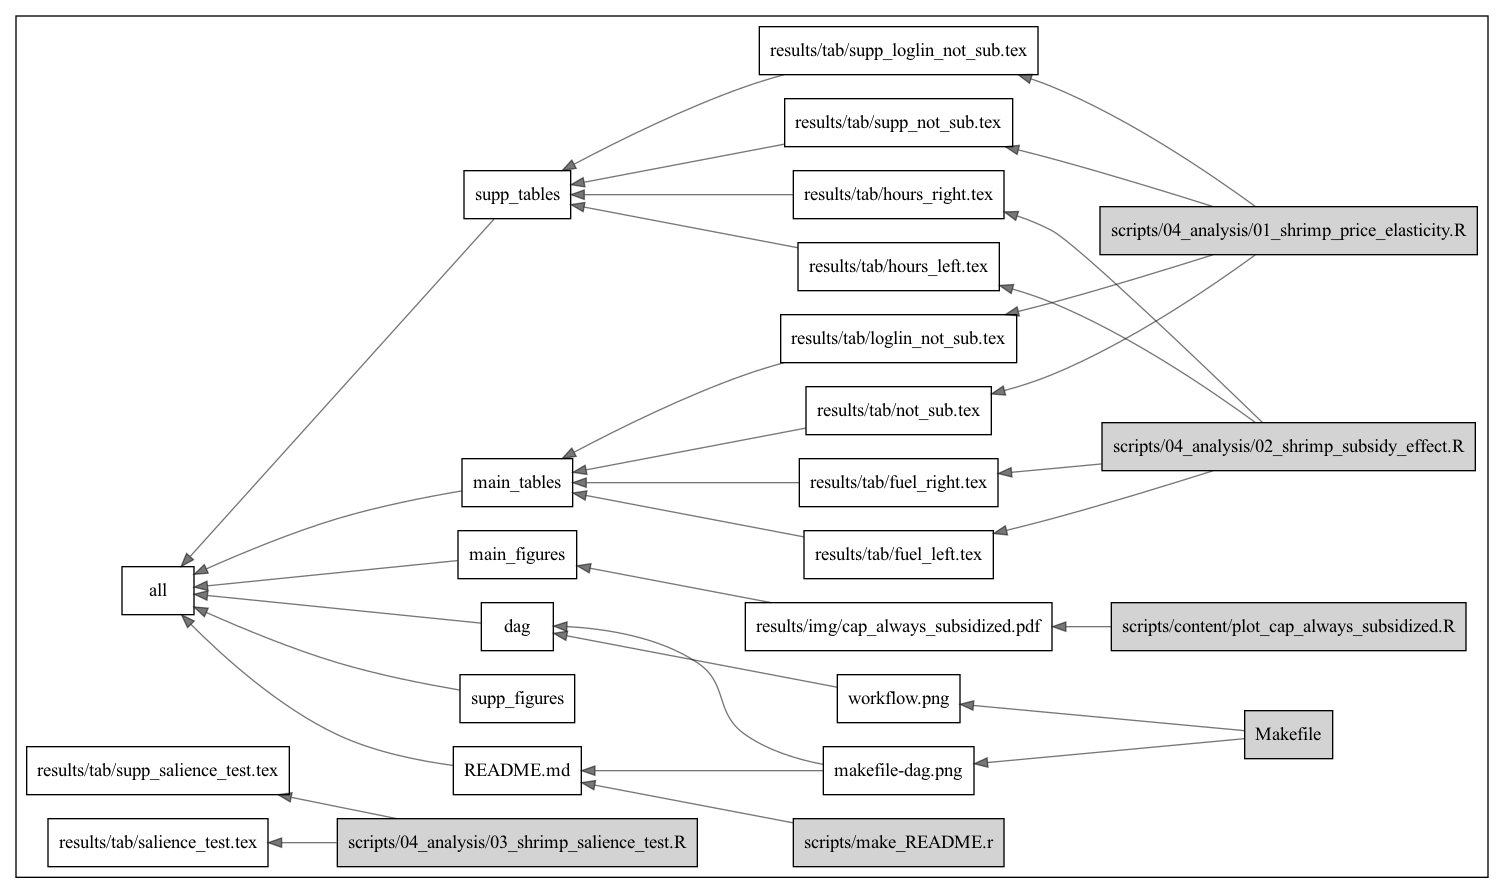 results/tab/supp_loglin_not_sub.tex
results/tab/supp_not_sub.tex
supp_tables
results/tab/hours_right.tex
scripts/04_analysis/01_shrimp_price_elasticity.R
results/tab/hours_left.tex
results/tab/loglin_not_sub.tex
results/tab/not_sub.tex
scripts/04_analysis/02_shrimp_subsidy_effect.R
main_tables
results/tab/fuel_right.tex
main_figures
results/tab/fuel_left.tex
all
dag
results/img/cap_always_subsidized.pdf
scripts/content/plot_cap_always_subsidized.R
supp_figures
workflow.png
Makefile
results/tab/supp_salience_test.tex
README.md
makefile-dag.png
results/tab/salience_test.tex
scripts/04_analysis/03_shrimp_salience_test.R
scripts/make_README.r